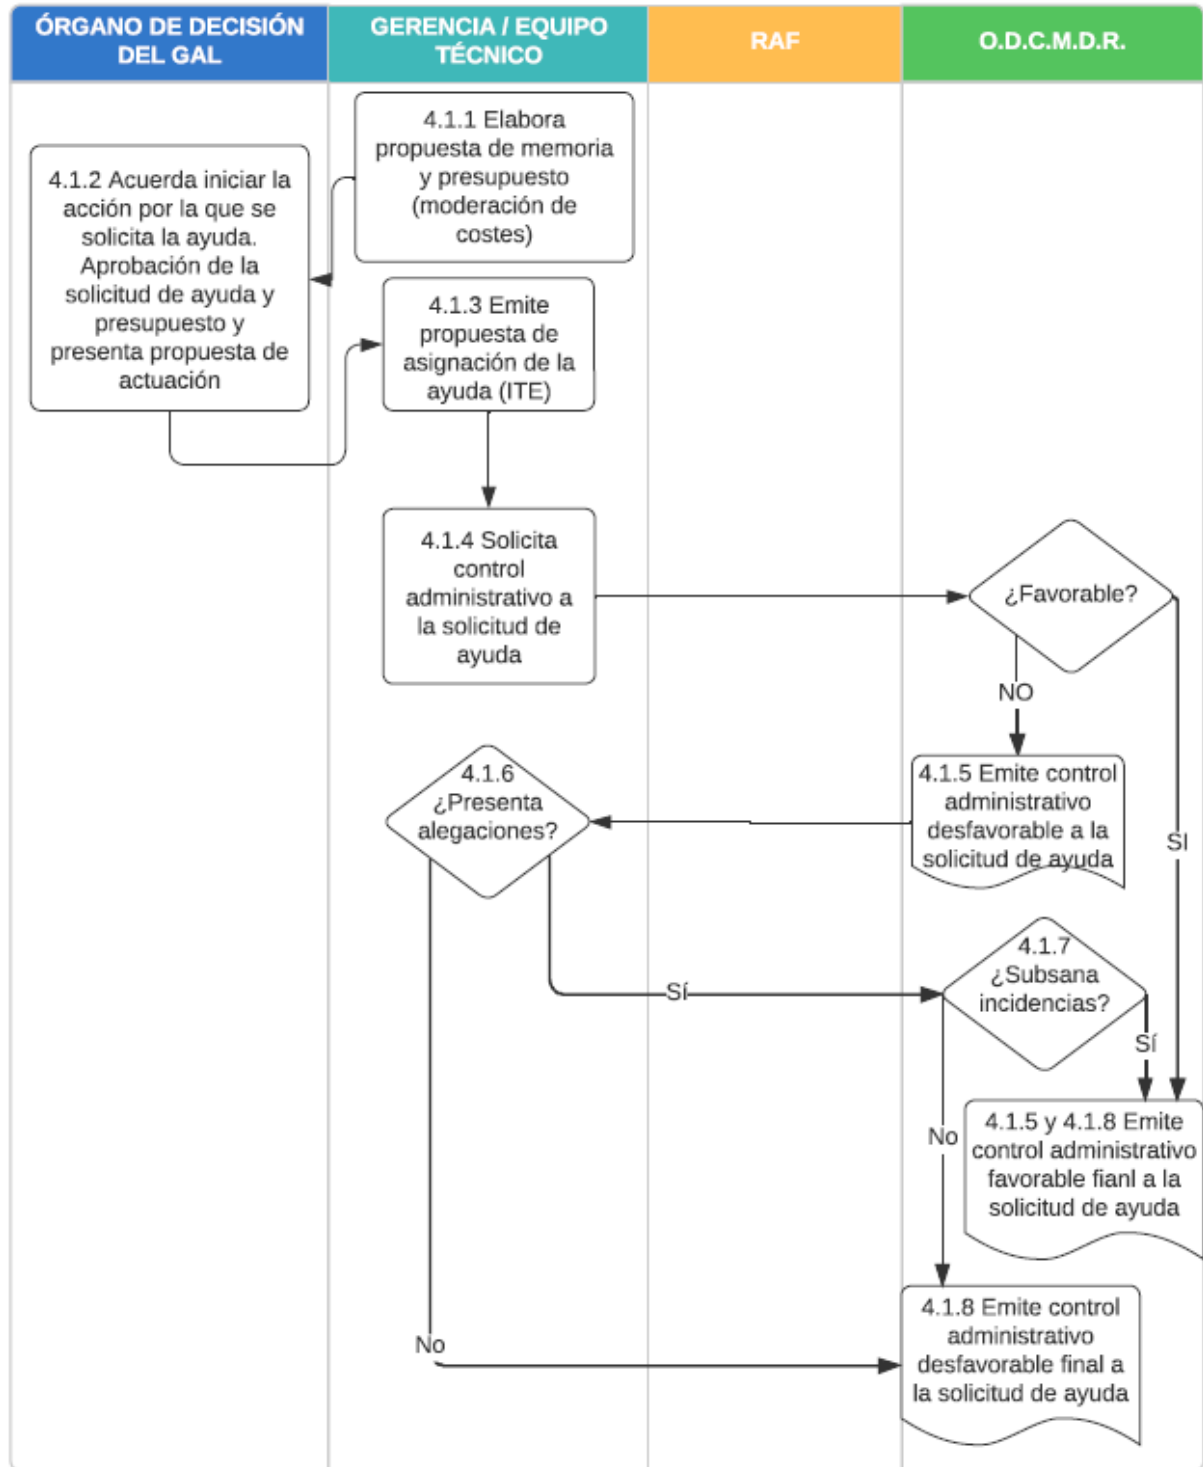 ÓRGANO DE DECISIÓN
DEL GAL
GERENCIA / EQUIPO
TÉCNICO
RAF
O.D.C.M.D.R.
4.1.1 Elabora
propuesta de memoria
y presupuesto
(moderación de
costes)
4.1.2 Acuerda iniciar la
acción por la que se
solicita la ayuda.
Aprobación de la
solicitud de ayuda y
presupuesto y
presenta propuesta de
actuación
4.1.3 Emite
propuesta de
asignación de la
ayuda (ITE)
4.1.4 Solicita
control
administrativo a
la solicitud de
ayuda
¿Favorable?
NO
SI
4.1.5 Emite control
administrativo
desfavorable a la
solicitud de ayuda
4.1.6
¿Presenta
alegaciones?
Sí
No
4.1.7
¿Subsana
incidencias?
Sí
No
4.1.5 y 4.1.8 Emite
control administrativo
favorable fianl a la
solicitud de ayuda
4.1.8 Emite control
administrativo
desfavorable final a
la solicitud de ayuda